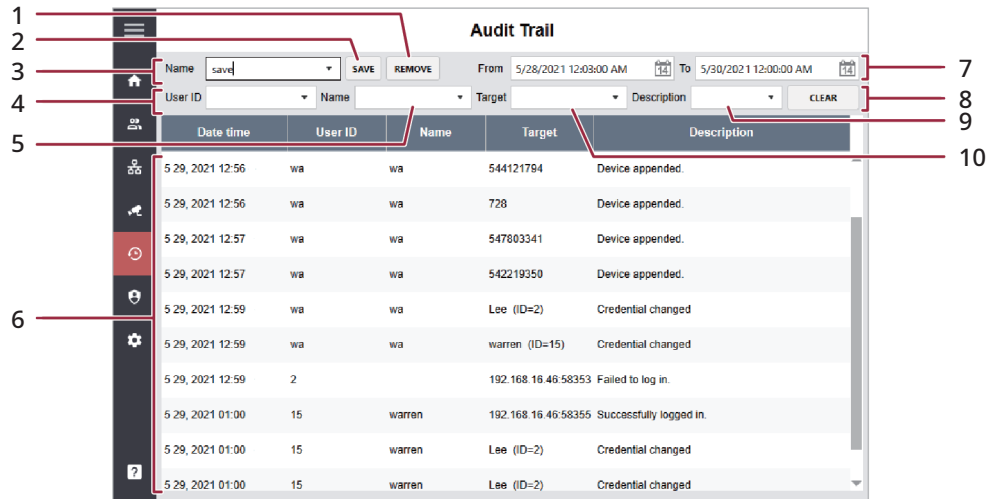 1
2
3
4
5
6
7
8
9
10
Audit Trail
Name save SAVE REMOVE From 5/28/2021 12:03:00 AM 14 To 5/30/2021 12:00:00 AM 14
User ID Name Target Description CLEAR
Date time User ID Name Target Description
5 29, 2021 12:56 wa wa 544121794 Device appended.
5 29, 2021 12:56 wa wa 728 Device appended.
5 29, 2021 12:57 wa wa 547803341 Device appended.
5 29, 2021 12:57 wa wa 542219350 Device appended.
5 29, 2021 12:59 wa wa Lee (ID=2) Credential changed
5 29, 2021 12:59 wa wa warren (ID=15) Credential changed
5 29, 2021 12:59 2 192.168.16.46:58353 Failed to log in.
5 29, 2021 01:00 15 warren 192.168.16.46:58355 Successfully logged in.
5 29, 2021 01:00 15 warren Lee (ID=2) Credential changed
5 29, 2021 01:00 15 warren Lee (ID=2) Credential changed
?